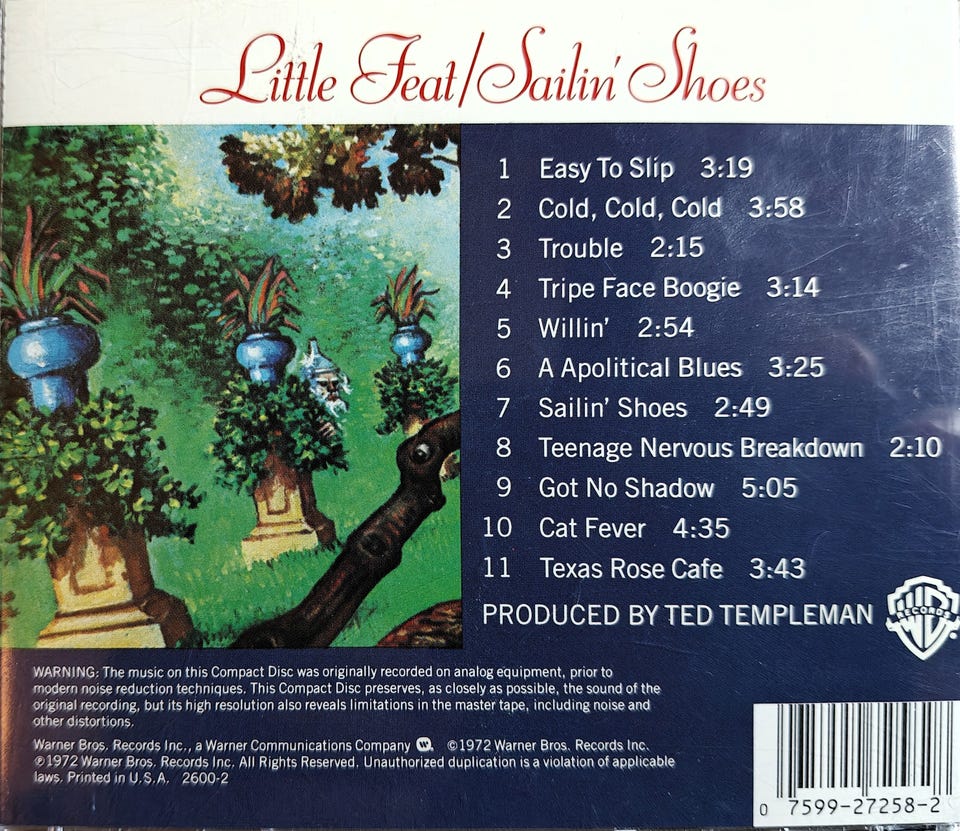 Little Feat/Sailin' Shoes
1 Easy To Slip 3:19
2 Cold, Cold, Cold 3:58
3 Trouble 2:15
4 Tripe Face Boogie 3:14
5 Willin' 2:54
6 A Apolitical Blues 3:25
7 Sailin' Shoes 2:49
8 Teenage Nervous Breakdown 2:10
9 Got No Shadow 5:05
10 Cat Fever 4:35
11 Texas Rose Cafe 3:43
PRODUCED BY TED TEMPLEMAN
WB RECORDS
WARNING: The music on this Compact Disc was originally recorded on analog equipment, prior to
modern noise reduction techniques. This Compact Disc preserves, as closely as possible, the sound of the
original recording, but its high resolution also reveals limitations in the master tape, including noise and
other distortions.
Warner Bros. Records Inc., a Warner Communications Company ©1972 Warner Bros. Records Inc.
℗1972 Warner Bros. Records Inc. All Rights Reserved. Unauthorized duplication is a violation of applicable
laws. Printed in U.S.A. 2600-2
0 7599-27258-2